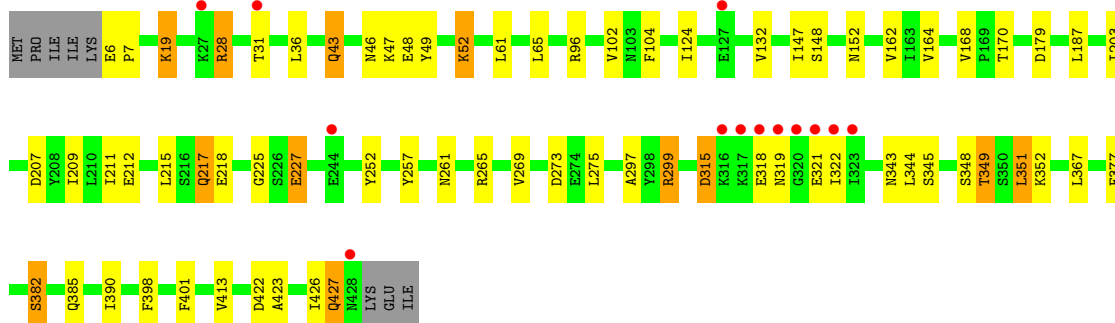 MET PRO ILE ILE LYS E6 P7 K19 K27 R28 T31 L36 Q43 N46 K47 E48 Y49 K52 L61 L65 R96 V102 N103 F104 I124 E127 V132 I147 S148 N152 V162 I163 V164 V168 P169 T170 D179 L187
D207 Y208 I209 L210 I211 E212 L215 S216 Q217 E218 G225 S226 E227 E244 Y252 Y257 N261 R265 V269 D273 E274 L275 A297 Y298 R299 D315 K316 K317 E318 N319 G320 E321 I322 I323 N343 L344 S345 S348 T349 S350 L351 K352 L367
S382 Q385 I390 F398 F401 V413 D422 A423 I426 Q427 N428 LYS GLU ILE